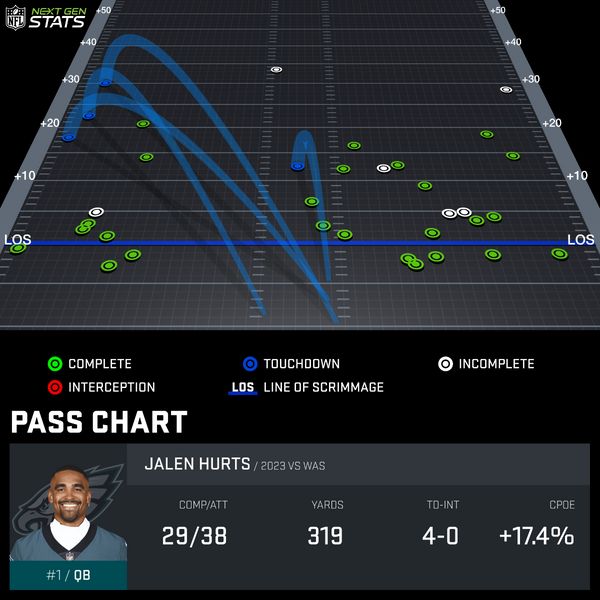 NFL NEXT GEN STATS
+50 +50
+40 +40
+30 +30
+20 +20
+10 +10
LOS LOS
COMPLETE TOUCHDOWN INCOMPLETE
INTERCEPTION LOS LINE OF SCRIMMAGE
PASS CHART
JALEN HURTS / 2023 VS WAS
COMP/ATT YARDS TD-INT CPOE
29/38 319 4-0 +17.4%
#1 / QB